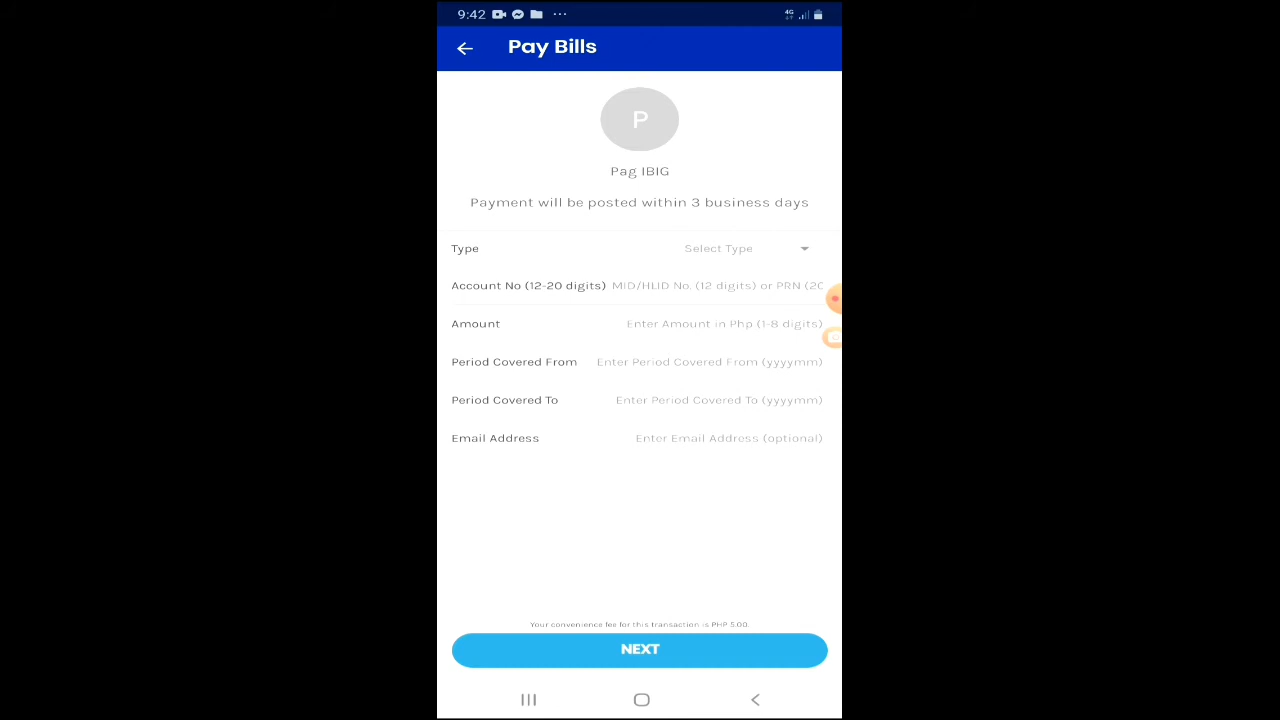 9:42 4G
Pay Bills
P
Pag IBIG
Payment will be posted within 3 business days
Type Select Type
Account No (12-20 digits) MID/HLID No. (12 digits) or PRN (20
Amount Enter Amount in Php (1-8 digits)
Period Covered From Enter Period Covered From (yyyymm)
Period Covered To Enter Period Covered To (yyyymm)
Email Address Enter Email Address (optional)
Your convenience fee for this transaction is PHP 5.00.
NEXT